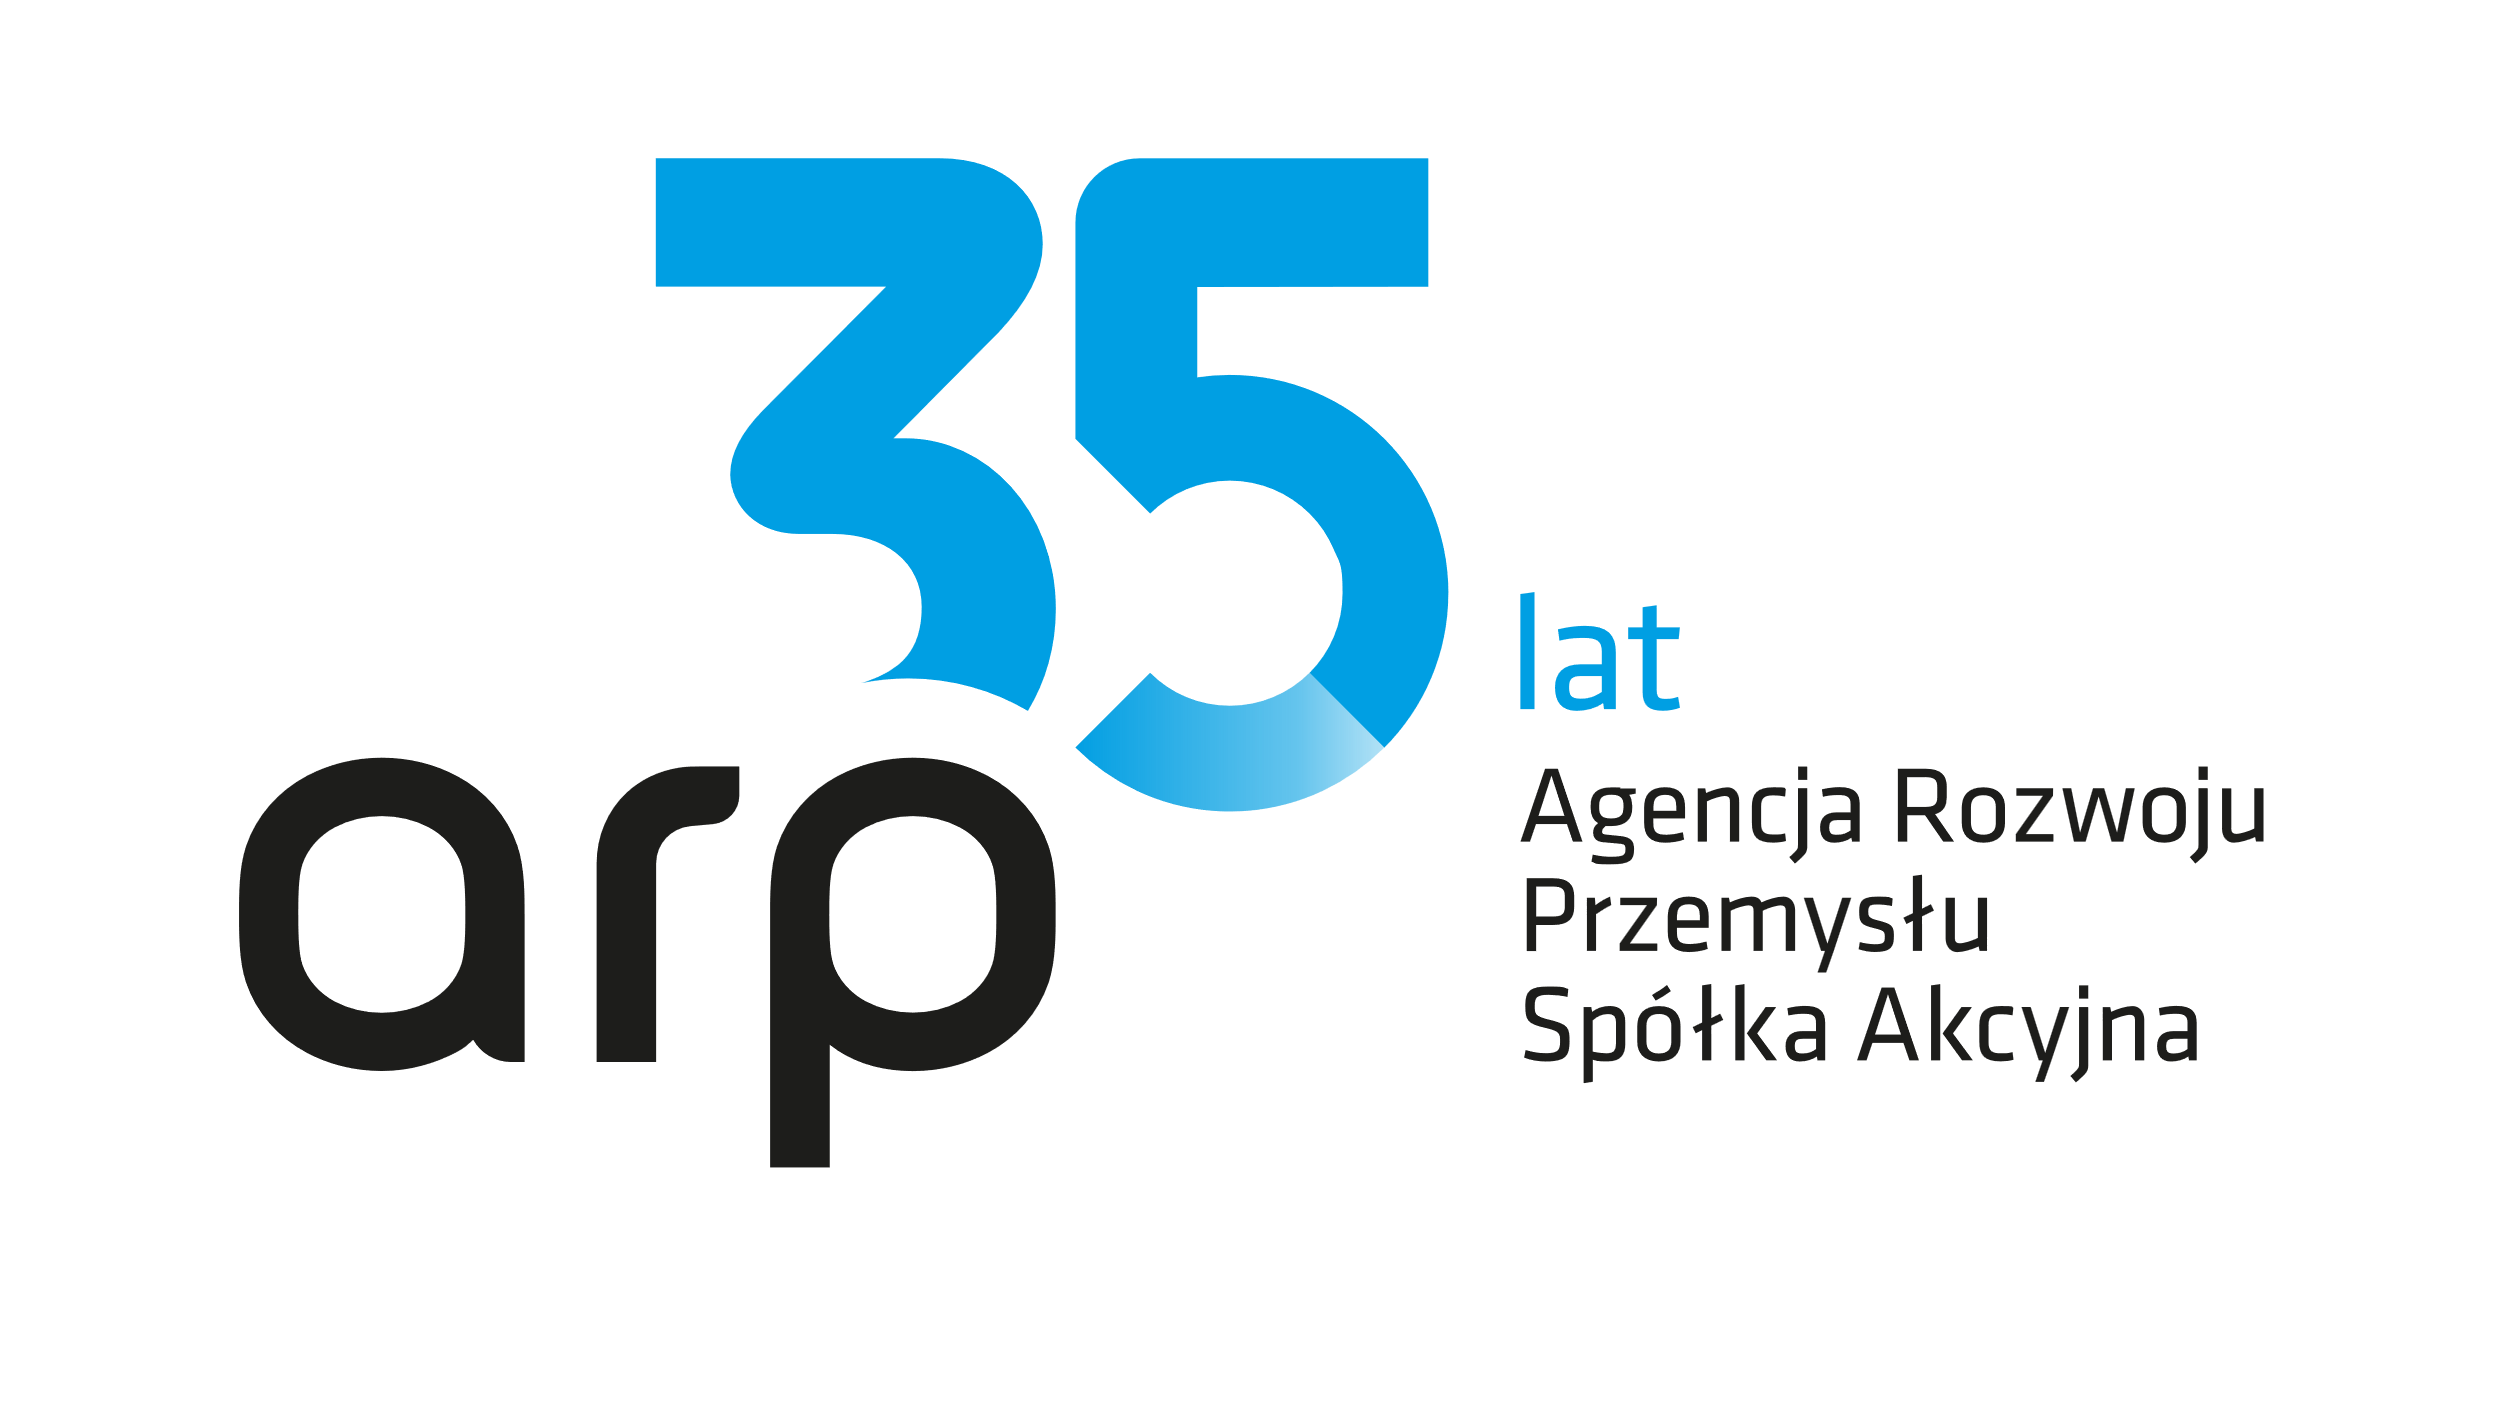 35
lat
arp
Agencja Rozwoju
Przemysłu
Spółka Akcyjna